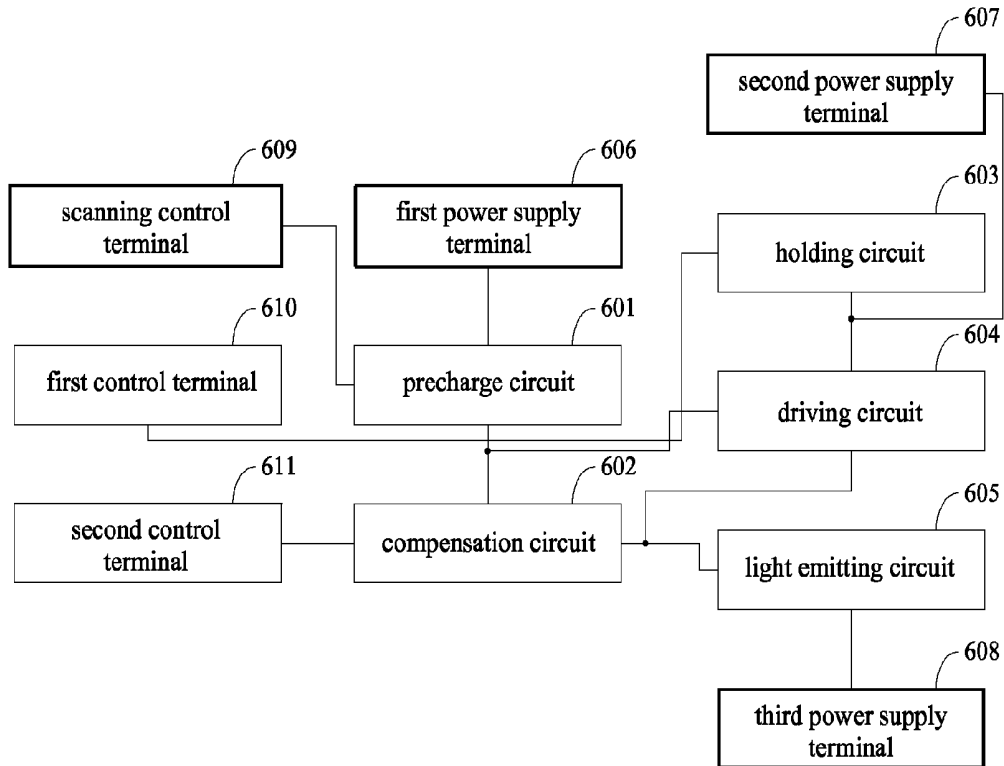 607
second power supply
terminal
609
scanning control
terminal
606
first power supply
terminal
603
holding circuit
610
first control terminal
601
precharge circuit
604
driving circuit
611
second control
terminal
602
compensation circuit
605
light emitting circuit
608
third power supply
terminal